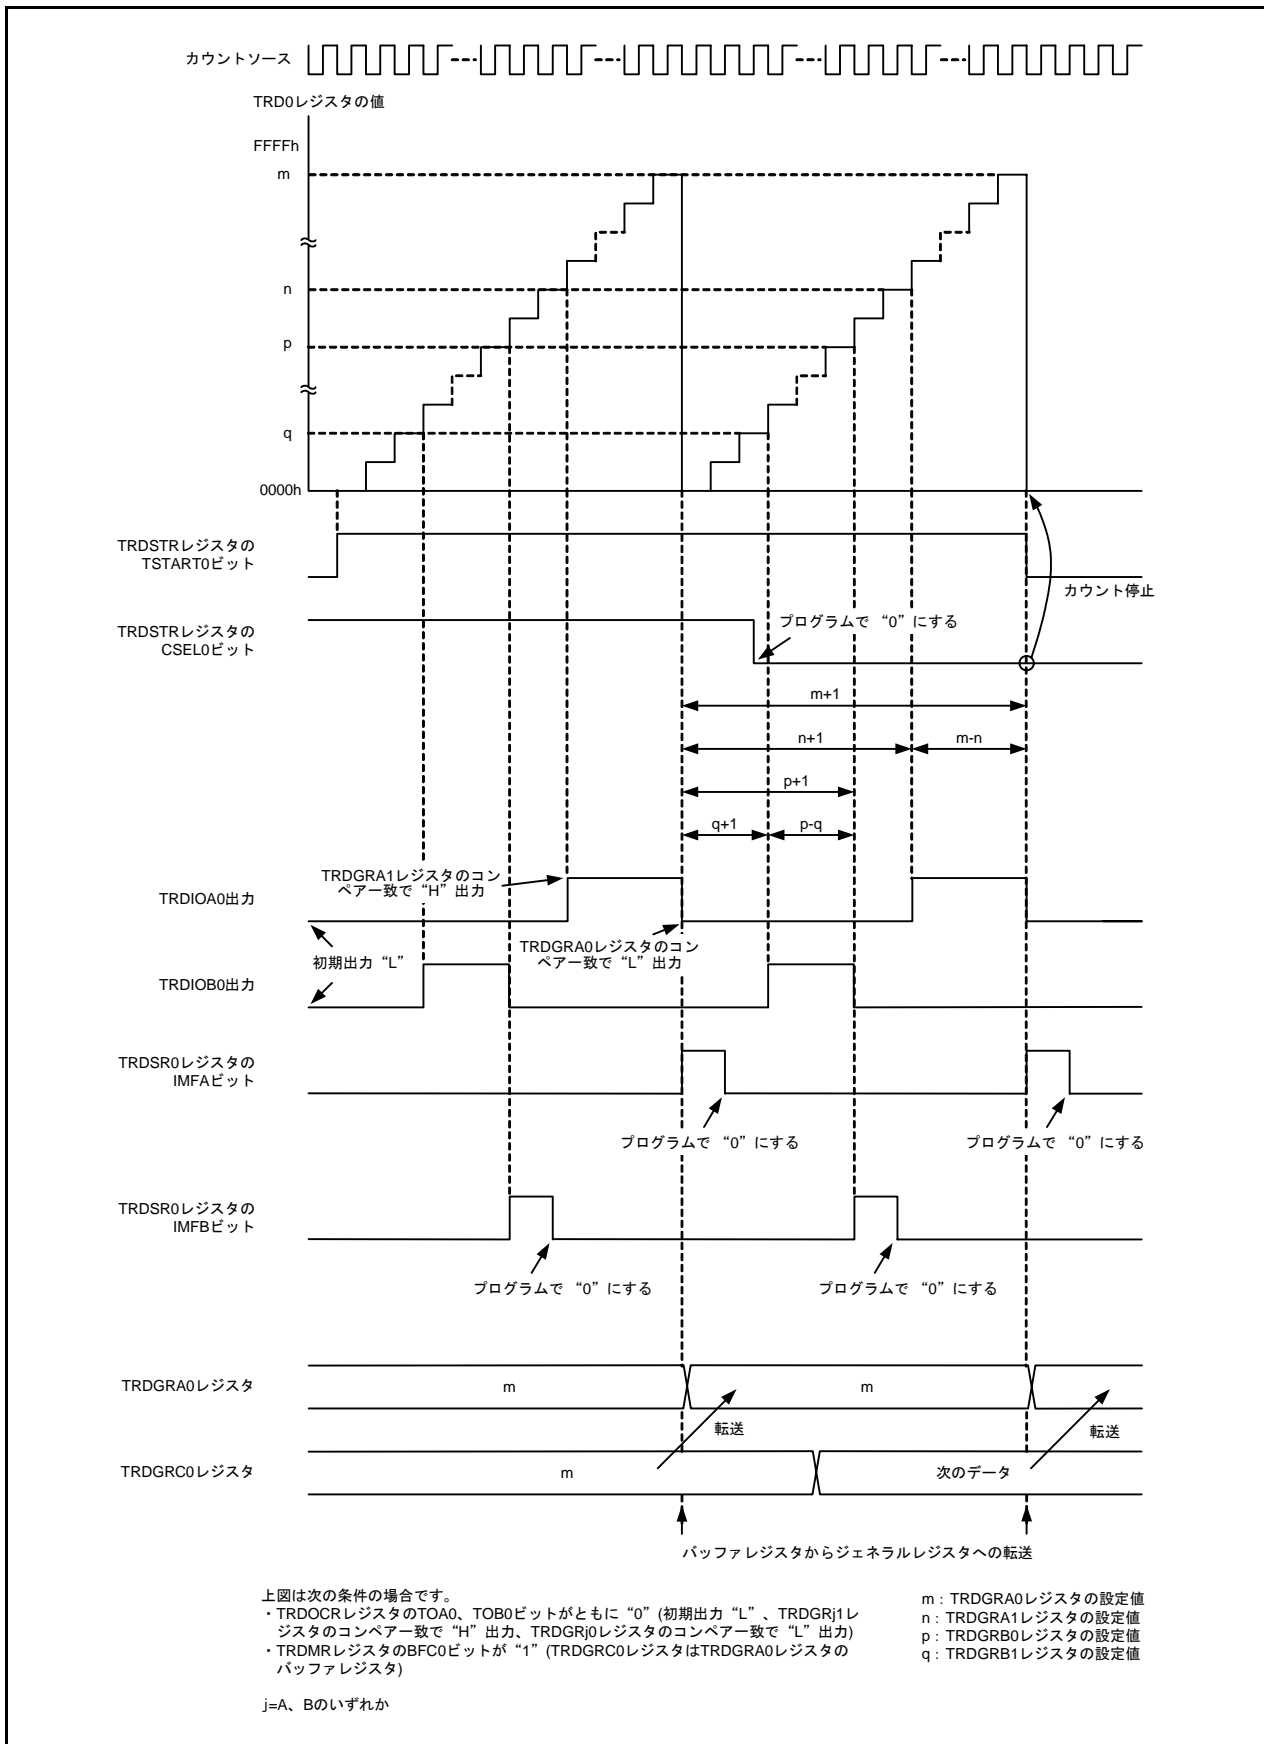 カウントソース
TRD0レジスタの値
FFFFh
m
n
p
q
0000h
TRDSTRレジスタの
TSTART0ビット
カウント停止
TRDSTRレジスタの
CSEL0ビット
プログラムで “0” にする
m+1
n+1
m-n
p+1
q+1
p-q
TRDGRA1レジスタのコン
ペアー致で “H” 出力
TRDIOA0出力
TRDGRA0レジスタのコン
ペアー致で “L” 出力
初期出力 “L”
TRDIOB0出力
TRDSR0レジスタの
IMFAビット
プログラムで “0” にする
プログラムで “0” にする
TRDSR0レジスタの
IMFBビット
プログラムで “0” にする
プログラムで “0” にする
TRDGRA0レジスタ
m
m
転送
転送
TRDGRC0レジスタ
m
次のデータ
バッファレジスタからジェネラルレジスタへの転送
上図は次の条件の場合です。
・TRDOCRレジスタのTOA0、TOB0ビットがともに “0” (初期出力 “L” 、TRDGRj1レ
ジスタのコンペアー致で “H” 出力、TRDGRj0レジスタのコンペアー致で “L” 出力)
・TRDMRレジスタのBFC0ビットが “1” (TRDGRC0レジスタはTRDGRA0レジスタの
バッファレジスタ)
j=A、Bのいずれか
m：TRDGRA0レジスタの設定値
n：TRDGRA1レジスタの設定値
p：TRDGRB0レジスタの設定値
q：TRDGRB1レジスタの設定値